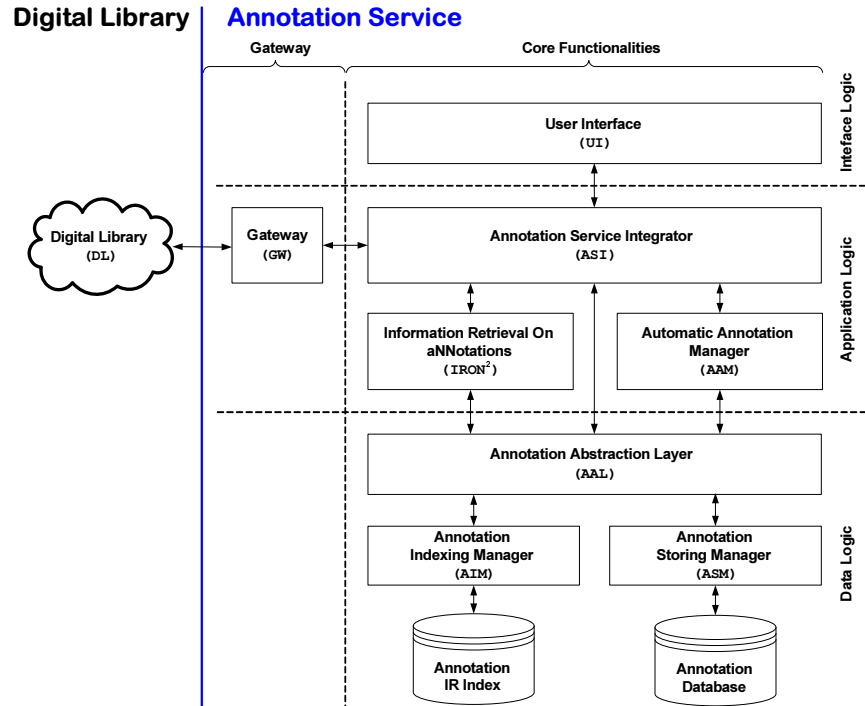 Digital Library
Annotation Service
Gateway
Core Functionalities
User Interface
(UI)
Inteface Logic
Digital Library
(DL)
Gateway
(GW)
Annotation Service Integrator
(ASI)
Information Retrieval On
aNNotations
(IRON²)
Automatic Annotation
Manager
(AAM)
Application Logic
Annotation Abstraction Layer
(AAL)
Annotation
Indexing Manager
(AIM)
Annotation
Storing Manager
(ASM)
Data Logic
Annotation
IR Index
Annotation
Database